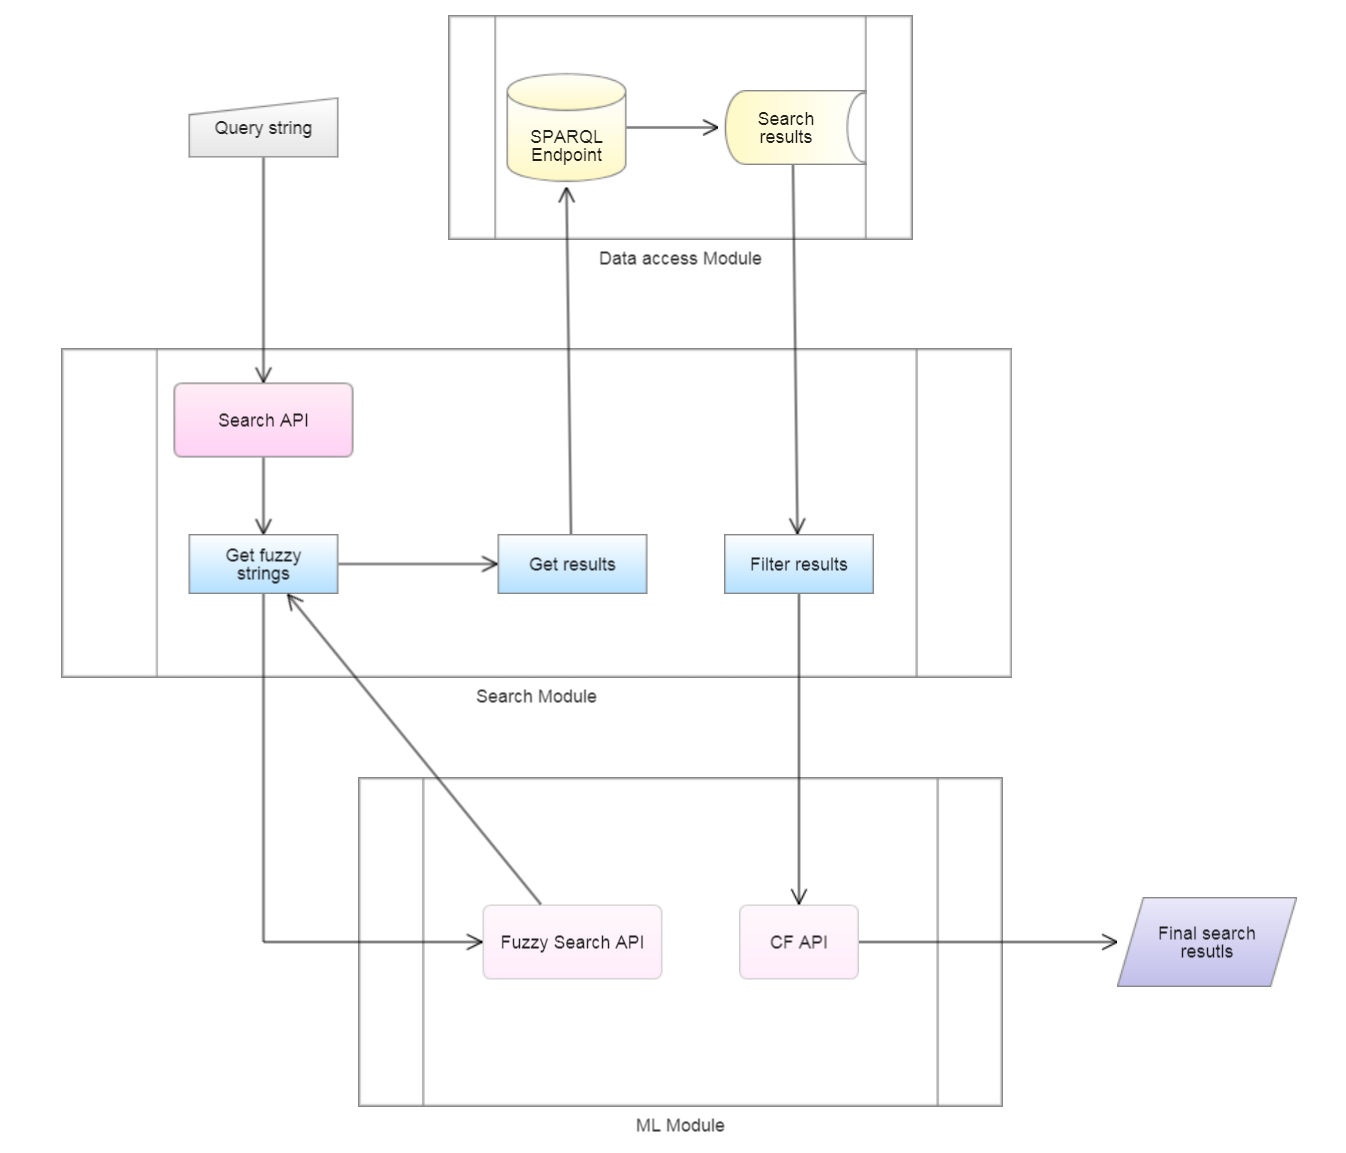 Query string
SPARQL
Endpoint
Search
results
Data access Module
Search API
Get fuzzy
strings
Get results
Filter results
Search Module
Fuzzy Search API
CF API
Final search
resutls
ML Module